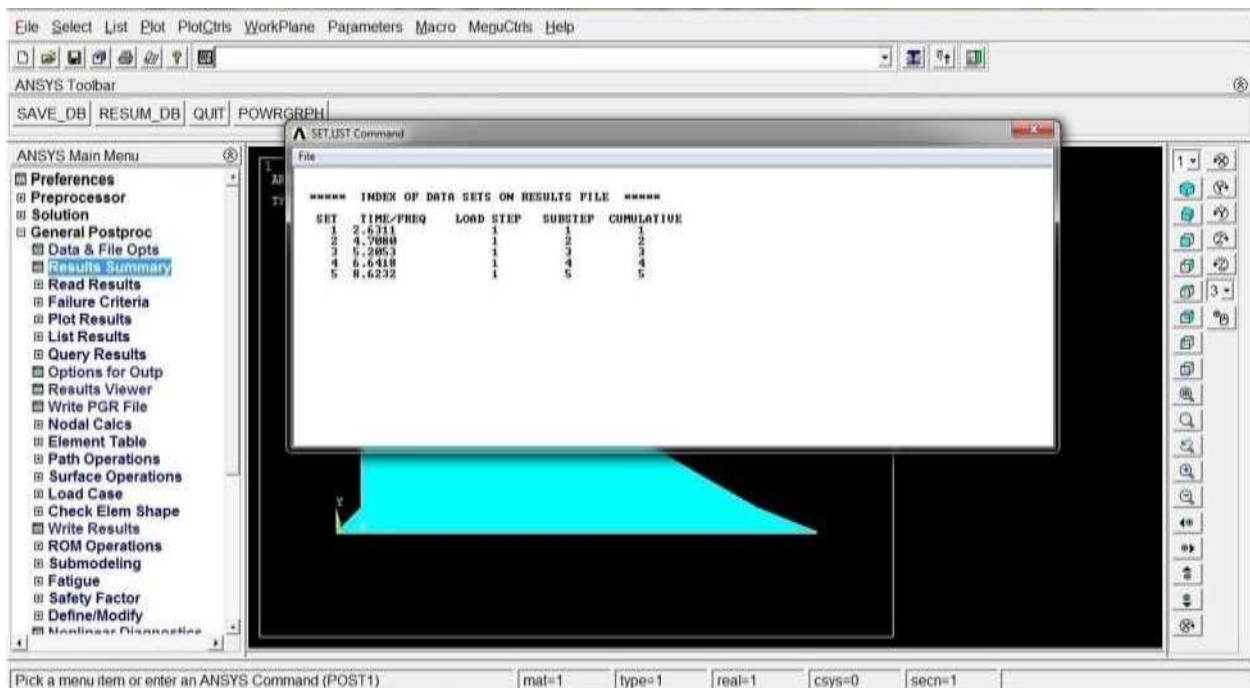 File Select List Plot PlotCtrls WorkPlane Parameters Macro MenuCtrls Help
ANSYS Toolbar
SAVE_DB RESUM_DB QUIT POWRGRPH
SET,LIST Command
File
***** INDEX OF DATA SETS ON RESULTS FILE *****
SET TIME/FREQ LOAD STEP SUBSTEP CUMULATIVE
1 2.6311 1 1 1
2 4.7080 1 2 2
3 5.2053 1 3 3
4 6.6410 1 4 4
5 8.6232 1 5 5
ANSYS Main Menu
Preferences
Preprocessor
Solution
General Postproc
Data & File Opts
Results Summary
Read Results
Failure Criteria
Plot Results
List Results
Query Results
Options for Outp
Results Viewer
Write PGR File
Nodal Calcs
Element Table
Path Operations
Surface Operations
Load Case
Check Elem Shape
Write Results
ROM Operations
Submodeling
Fatigue
Safety Factor
Define/Modify
Nonlinear Diagnostics
1
Y
1
3
Pick a menu item or enter an ANSYS Command (POST1) mat=1 type=1 real=1 csys=0 secn=1